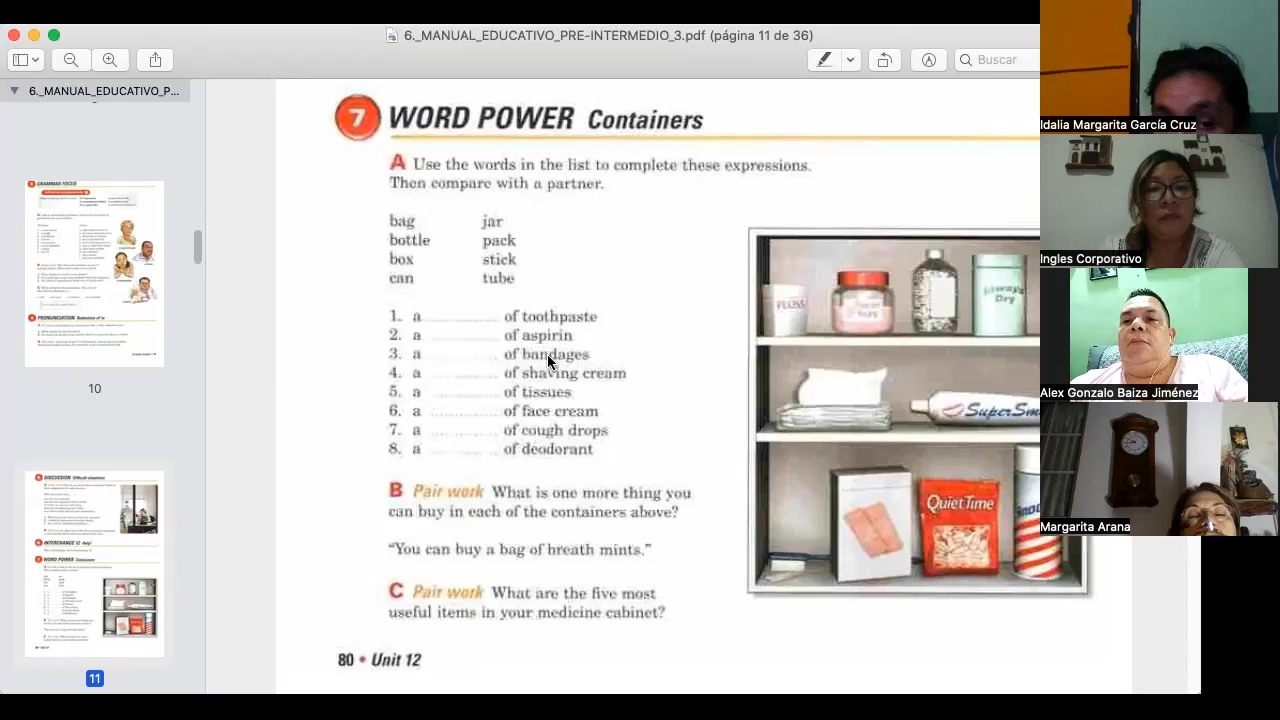 6._MANUAL_EDUCATIVO_PRE-INTERMEDIO_3.pdf (página 11 de 36)
Buscar
6._MANUAL_EDUCATIVO_P...
10
11
7 WORD POWER Containers
A Use the words in the list to complete these expressions.
Then compare with a partner.
bag jar
bottle pack
box stick
can tube
1. a of toothpaste
2. a of aspirin
3. a of bandages
4. a of shaving cream
5. a of tissues
6. a of face cream
7. a of cough drops
8. a of deodorant
B Pair work What is one more thing you
can buy in each of the containers above?
"You can buy a bag of breath mints."
C Pair work What are the five most
useful items in your medicine cabinet?
80 • Unit 12
FLOSS
Always
Dry
QuietTime
Idalia Margarita García Cruz
Ingles Corporativo
Alex Gonzalo Baiza Jiménez
Margarita Arana